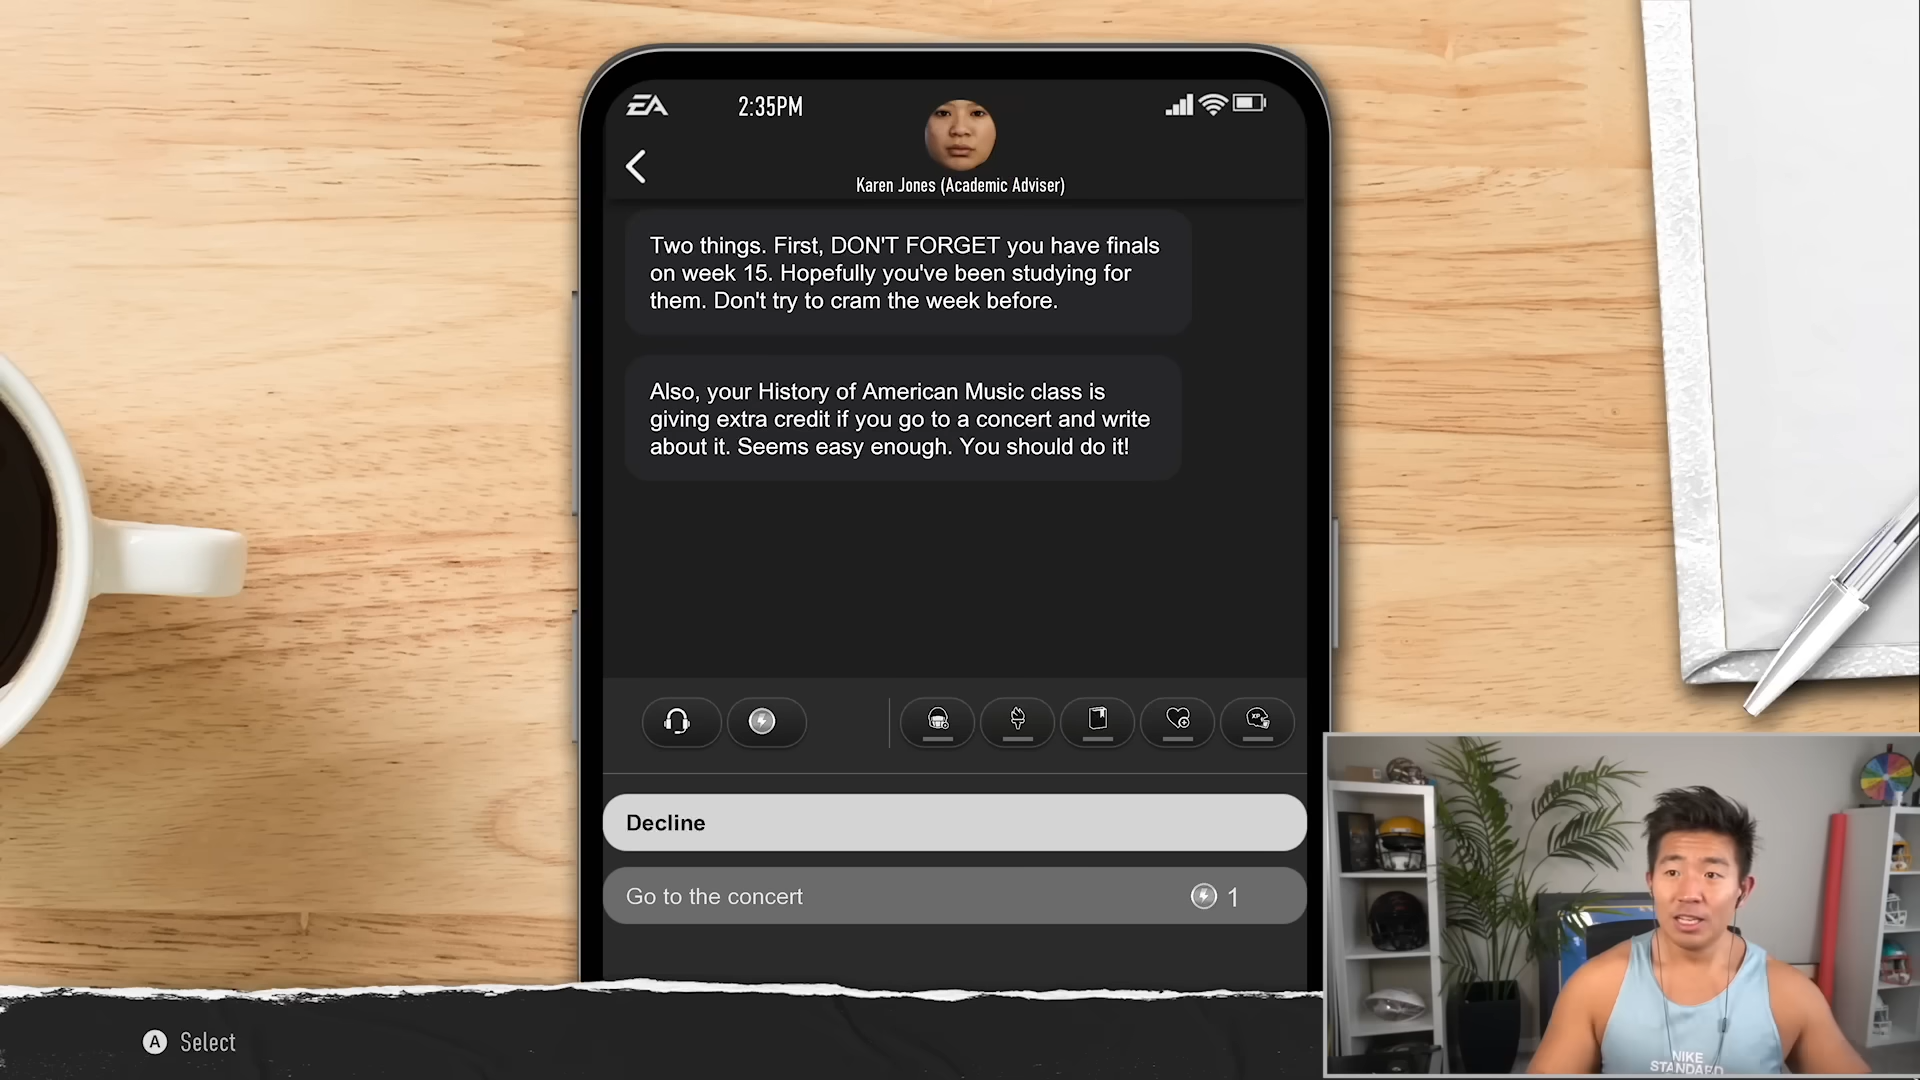 EA
2:35PM
Karen Jones (Academic Adviser)
Two things. First, DON'T FORGET you have finals
on week 15. Hopefully you've been studying for
them. Don't try to cram the week before.
Also, your History of American Music class is
giving extra credit if you go to a concert and write
about it. Seems easy enough. You should do it!
XP
Decline
Go to the concert 1
A Select
NIKE
STANDARD